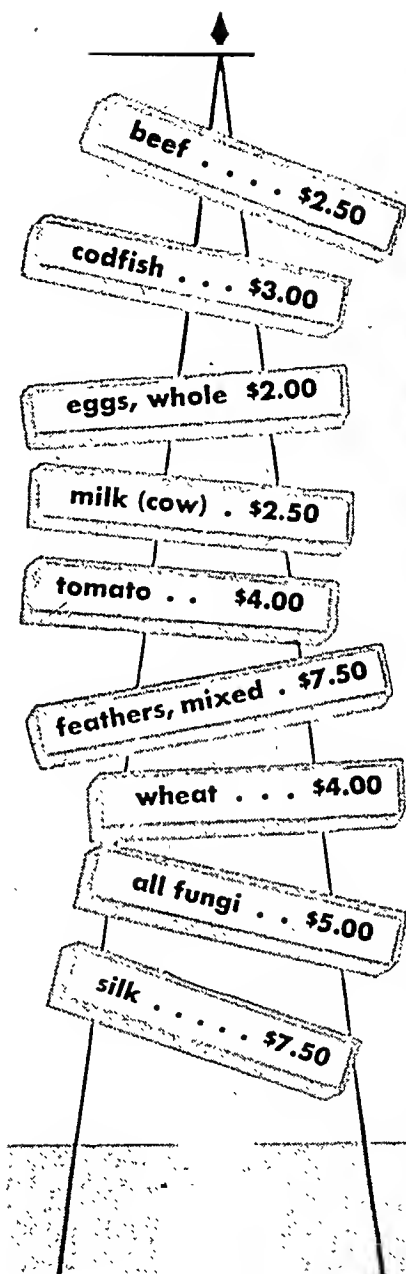 beef . . . . $2.50
codfish . . . $3.00
eggs, whole $2.00
milk (cow) . $2.50
tomato . . $4.00
feathers, mixed . $7.50
wheat . . . $4.00
all fungi . . $5.00
silk . . . . . $7.50